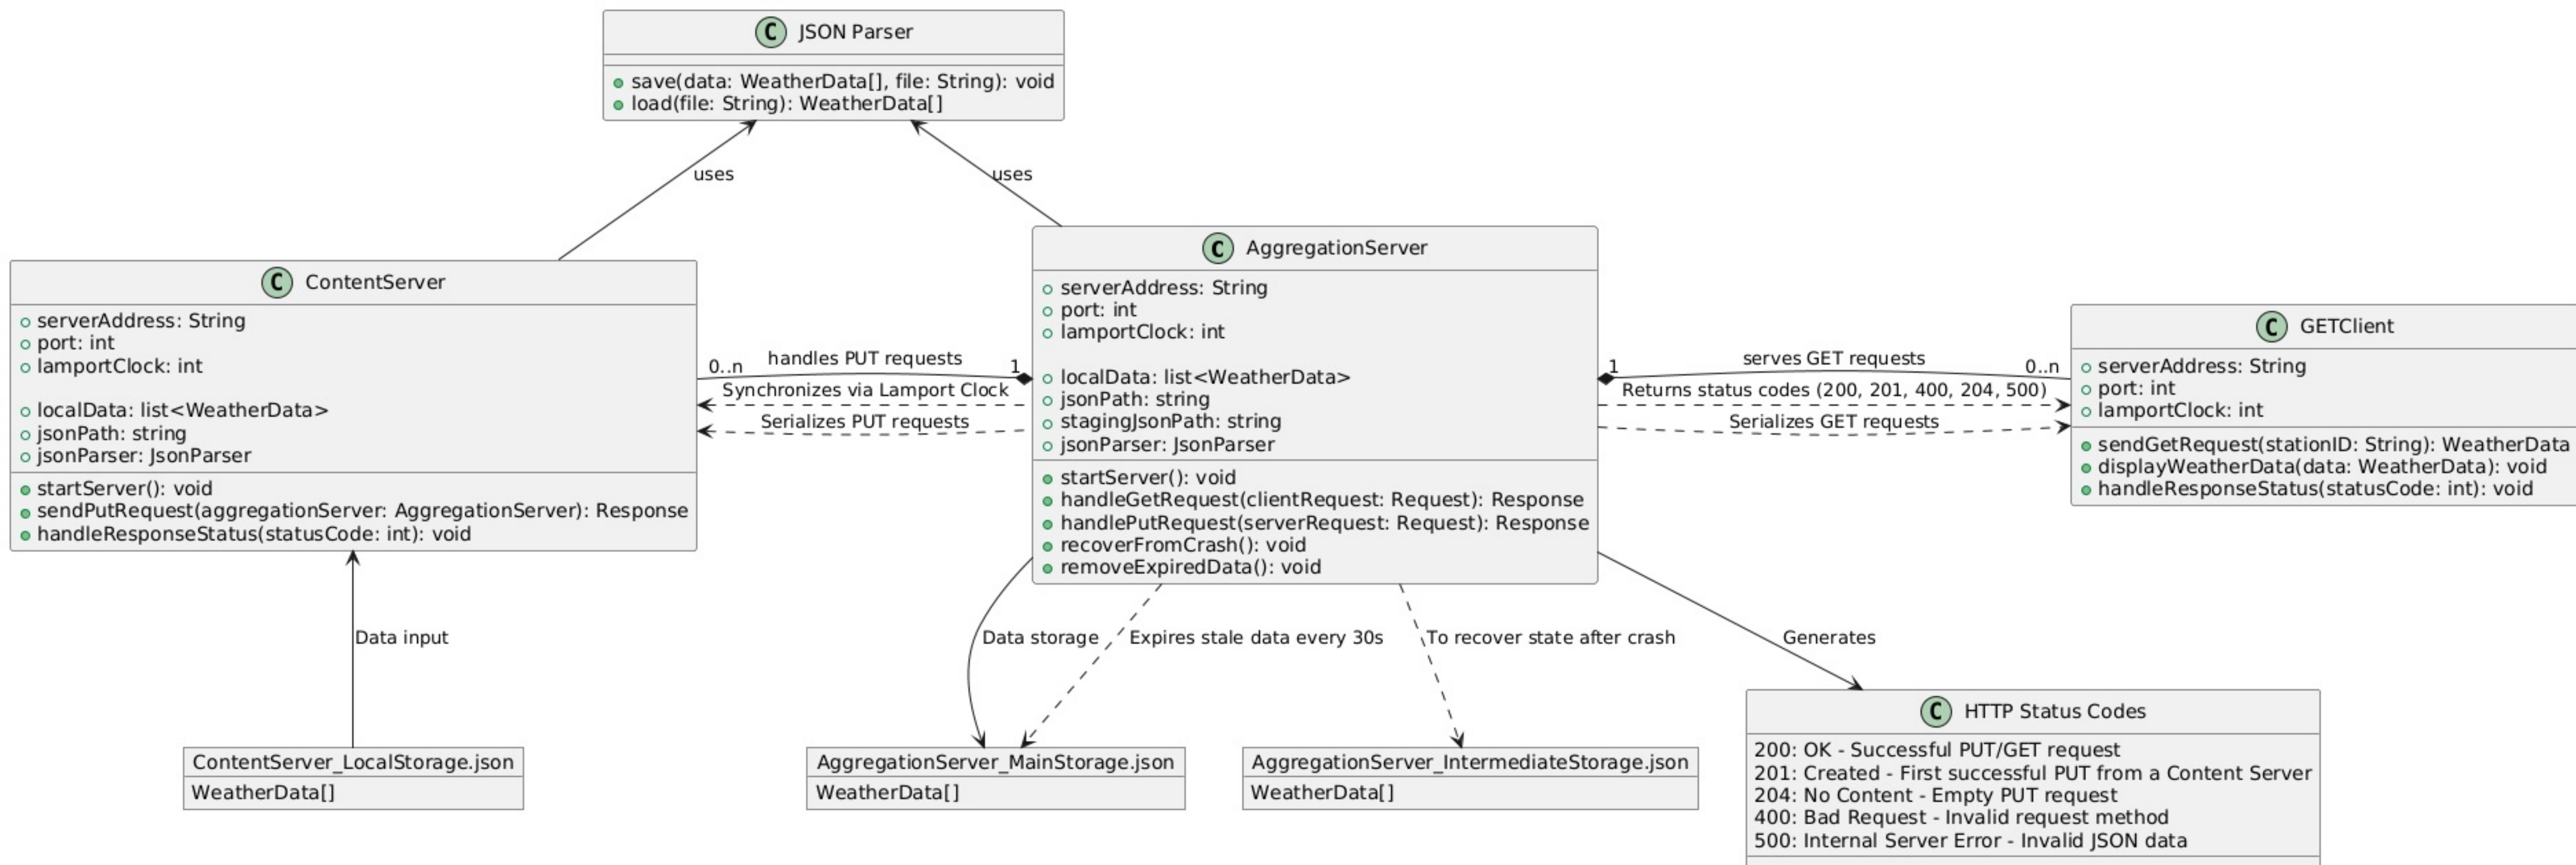 C JSON Parser
save(data: WeatherData[], file: String): void
load(file: String): WeatherData[]
uses
uses
C ContentServer
serverAddress: String
port: int
lamportClock: int
localData: list<WeatherData>
jsonPath: string
jsonParser: JsonParser
startServer(): void
sendPutRequest(aggregationServer: AggregationServer): Response
handleResponseStatus(statusCode: int): void
0..n
handles PUT requests
1
Synchronizes via Lamport Clock
Serializes PUT requests
C AggregationServer
serverAddress: String
port: int
lamportClock: int
localData: list<WeatherData>
jsonPath: string
stagingJsonPath: string
jsonParser: JsonParser
startServer(): void
handleGetRequest(clientRequest: Request): Response
handlePutRequest(serverRequest: Request): Response
recoverFromCrash(): void
removeExpiredData(): void
1
serves GET requests
0..n
Returns status codes (200, 201, 400, 204, 500)
Serializes GET requests
C GETClient
serverAddress: String
port: int
lamportClock: int
sendGetRequest(stationID: String): WeatherData
displayWeatherData(data: WeatherData): void
handleResponseStatus(statusCode: int): void
Data input
Data storage
Expires stale data every 30s
To recover state after crash
Generates
ContentServer_LocalStorage.json
WeatherData[]
AggregationServer_MainStorage.json
WeatherData[]
AggregationServer_IntermediateStorage.json
WeatherData[]
C HTTP Status Codes
200: OK - Successful PUT/GET request
201: Created - First successful PUT from a Content Server
204: No Content - Empty PUT request
400: Bad Request - Invalid request method
500: Internal Server Error - Invalid JSON data